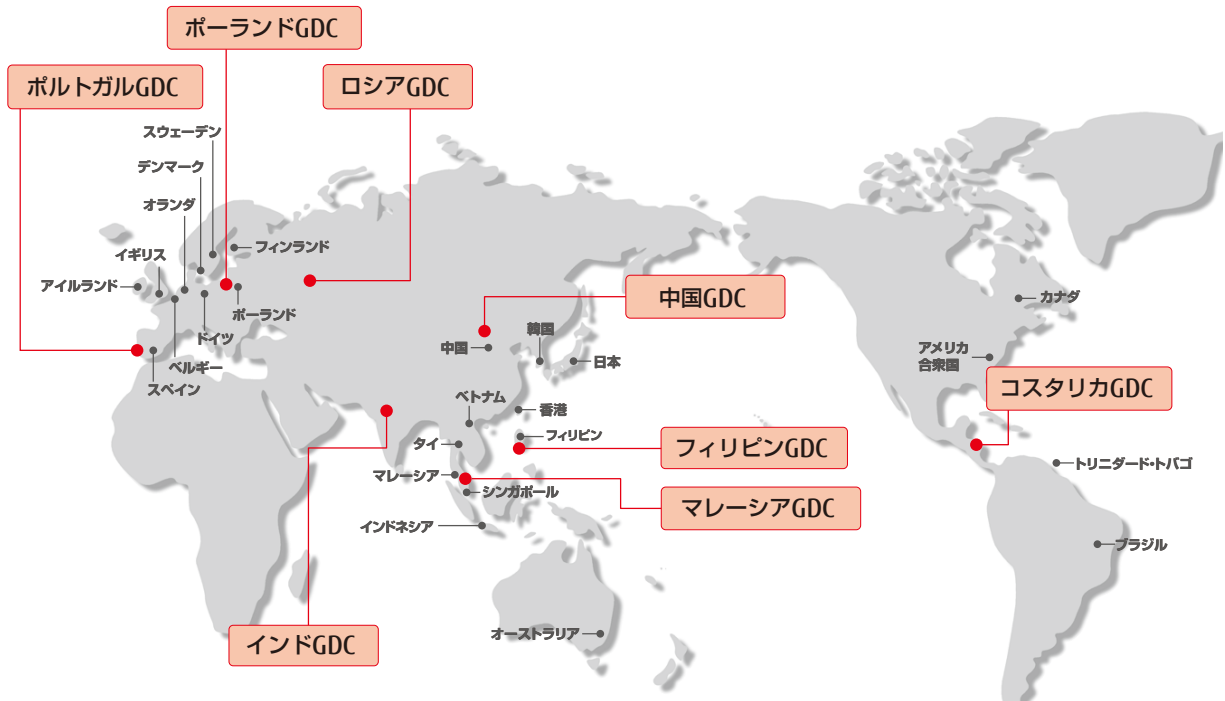 ポーランドGDC
ポルトガルGDC
ロシアGDC
スウェーデン
デンマーク
オランダ
フィンランド
イギリス
アイルランド
ポーランド
ドイツ
ベルギー
スペイン
中国GDC
韓国
中国
日本
カナダ
アメリカ
合衆国
コスタリカGDC
ベトナム
香港
タイ
フィリピン
フィリピンGDC
マレーシア
シンガポール
マレーシアGDC
トリニダード・トバゴ
インドネシア
ブラジル
オーストラリア
インドGDC